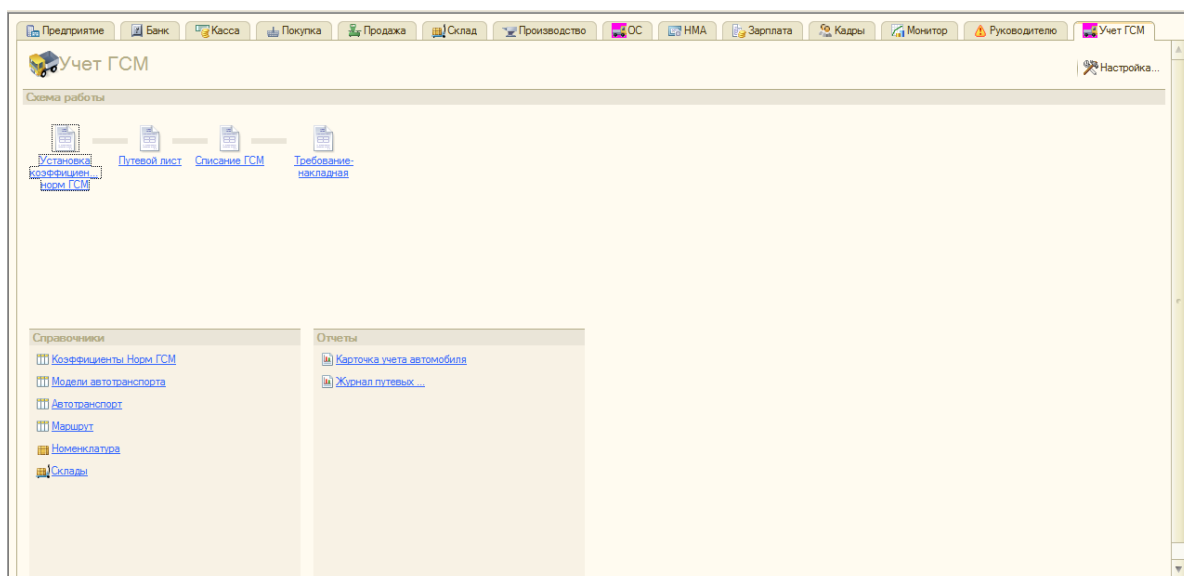 Предприятие Банк Касса Покупка Продажа Склад Производство ОС НМА Зарплата Кадры Монитор Руководителю Учет ГСМ
Учет ГСМ
Настройка...
Схема работы
Установка
коэффициен...
норм ГСМ
Путевой лист
Списание ГСМ
Требование-
накладная
Справочники
Коэффициенты Норм ГСМ
Модели автотранспорта
Автотранспорт
Маршрут
Номенклатура
Склады
Отчеты
Карточка учета автомобиля
Журнал путевых ...